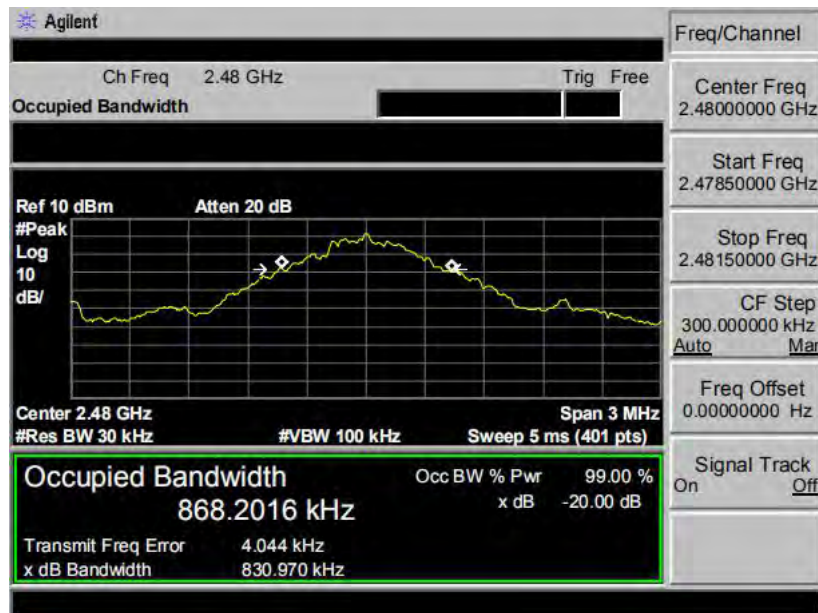 Agilent
Ch Freq 2.48 GHz Trig Free
Occupied Bandwidth
Ref 10 dBm Atten 20 dB
#Peak
Log
10
dB/
Center 2.48 GHz Span 3 MHz
#Res BW 30 kHz #VBW 100 kHz Sweep 5 ms (401 pts)
Occupied Bandwidth Occ BW % Pwr 99.00 %
868.2016 kHz x dB -20.00 dB
Transmit Freq Error 4.044 kHz
x dB Bandwidth 830.970 kHz
Freq/Channel
Center Freq
2.48000000 GHz
Start Freq
2.47850000 GHz
Stop Freq
2.48150000 GHz
CF Step
300.000000 kHz
Auto Man
Freq Offset
0.00000000 Hz
Signal Track
On Off